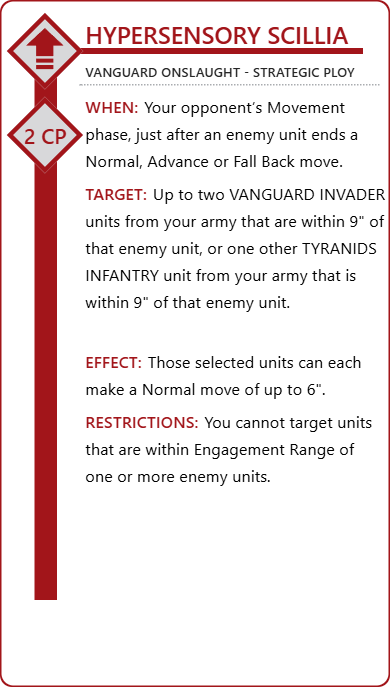 HYPERSENSORY SCILLIA
VANGUARD ONSLAUGHT - STRATEGIC PLOY
2 CP
WHEN: Your opponent's Movement
phase, just after an enemy unit ends a
Normal, Advance or Fall Back move.
TARGET: Up to two VANGUARD INVADER
units from your army that are within 9" of
that enemy unit, or one other TYRANIDS
INFANTRY unit from your army that is
within 9" of that enemy unit.
EFFECT: Those selected units can each
make a Normal move of up to 6".
RESTRICTIONS: You cannot target units
that are within Engagement Range of
one or more enemy units.